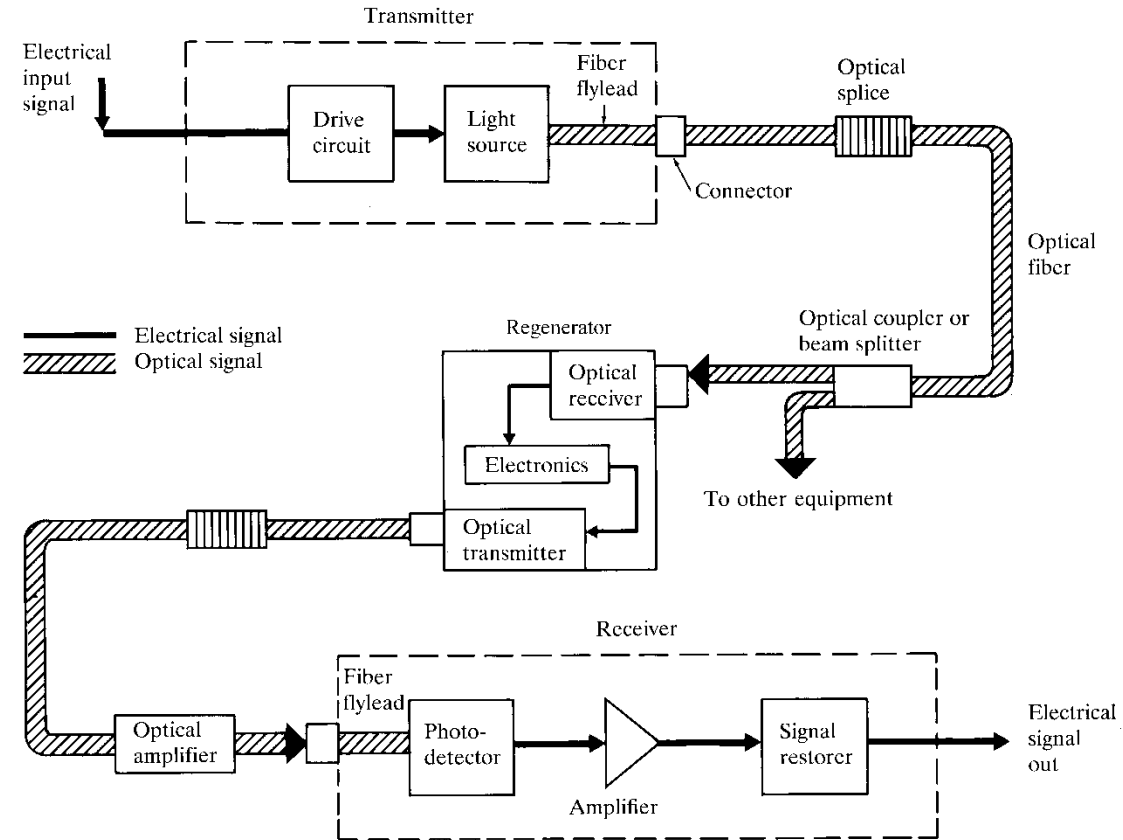 Transmitter
Electrical
input
signal
Drive
circuit
Light
source
Fiber
flylead
Connector
Optical
splice
Optical
fiber
Electrical signal
Optical signal
Regenerator
Optical
receiver
Electronics
Optical
transmitter
Optical coupler or
beam splitter
To other equipment
Receiver
Optical
amplifier
Fiber
flylead
Photo-
detector
Amplifier
Signal
restorer
Electrical
signal
out